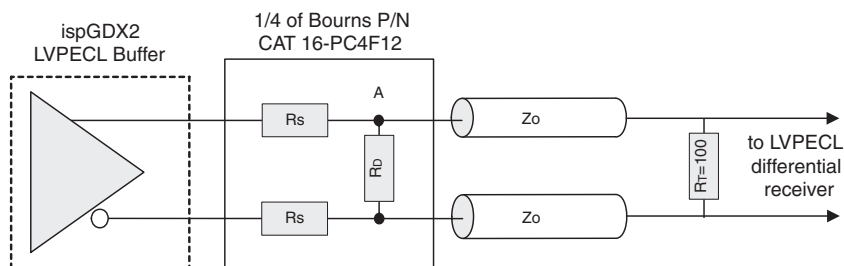 ispGDX2
LVPECL Buffer
1/4 of Bourns P/N
CAT 16-PC4F12
A
Rs
RD
Rs
Zo
Zo
RT=100
to LVPECL
differential
receiver